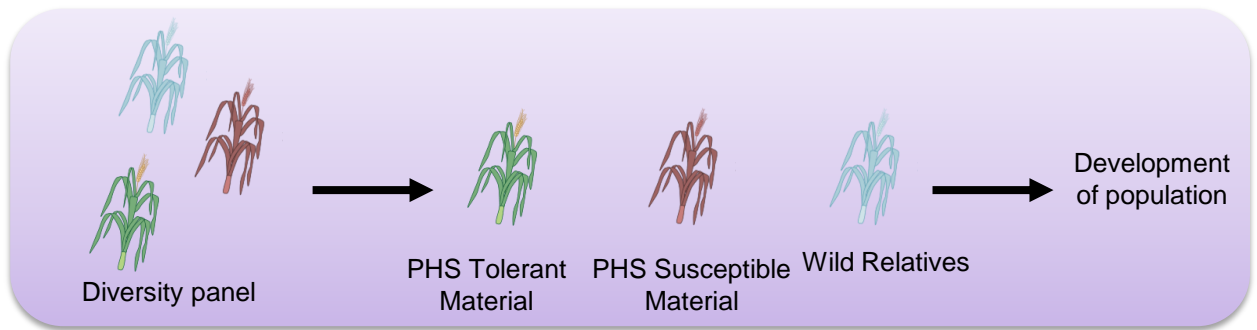 Diversity panel
PHS Tolerant
Material
PHS Susceptible
Material
Wild Relatives
Development
of population